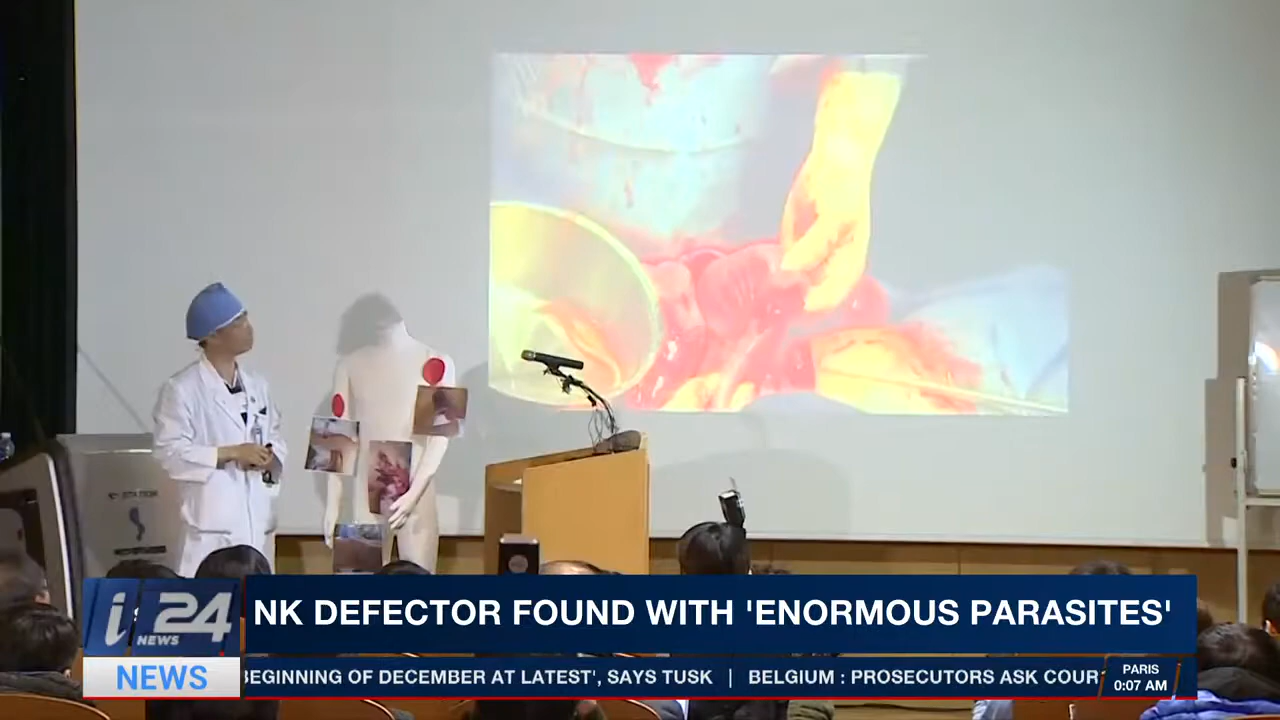 i24
NEWS
NEWS
NK DEFECTOR FOUND WITH 'ENORMOUS PARASITES'
BEGINNING OF DECEMBER AT LATEST', SAYS TUSK | BELGIUM : PROSECUTORS ASK COUR
PARIS
0:07 AM